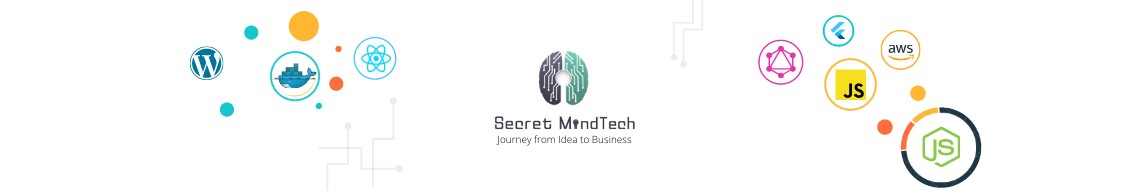 aws
JS
Secret MindTech
Journey from Idea to Business
JS